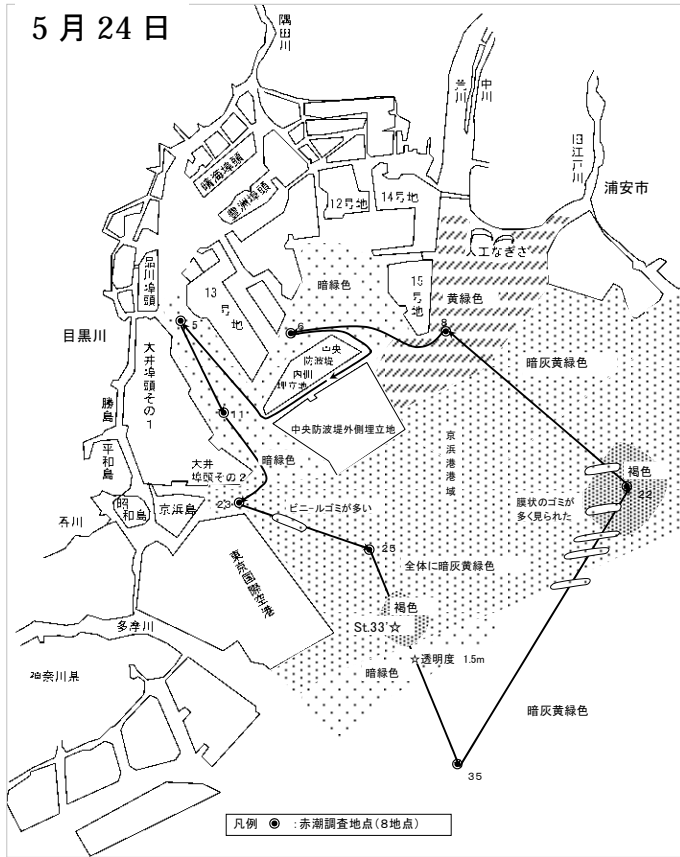 5月24日
隅田川
荒川
中川
旧江戸川
浦安市
晴海埠頭
豊洲埠頭
12号地
14号地
人工なぎさ
品川埠頭
13号地
暗緑色
15号地
黄緑色
目黒川
5
6
8
中央
防波堤
内側
埋立地
暗灰黄緑色
大井埠頭その1
11
中央防波堤外側埋立地
京浜港港域
勝島
平和島
大井
埠頭その2
暗緑色
褐色
22
膜状のゴミが
多く見られた
昭和島
京浜島
23
ビニールゴミが多い
呑川
25
全体に暗灰黄緑色
東京国際空港
褐色
St.33'☆
多摩川
☆透明度 1.5m
神奈川県
暗緑色
暗灰黄緑色
35
凡例 ◉ :赤潮調査地点(8地点)